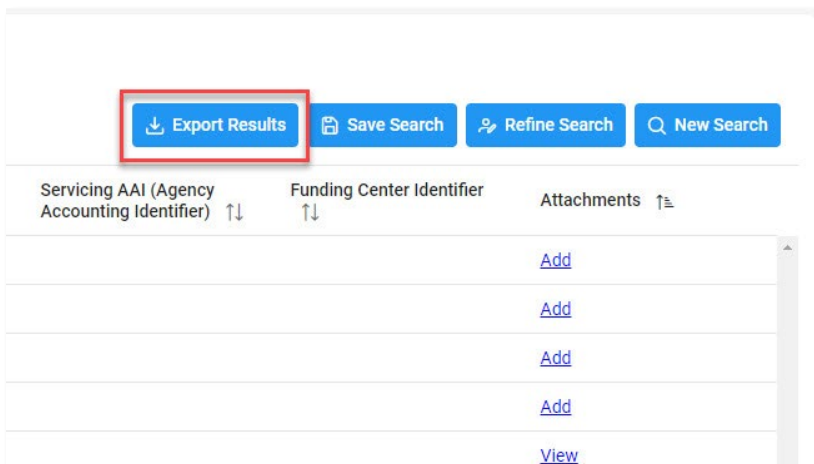 Export Results Save Search Refine Search New Search
Servicing AAI (Agency Accounting Identifier) Funding Center Identifier Attachments
Add
Add
Add
Add
View